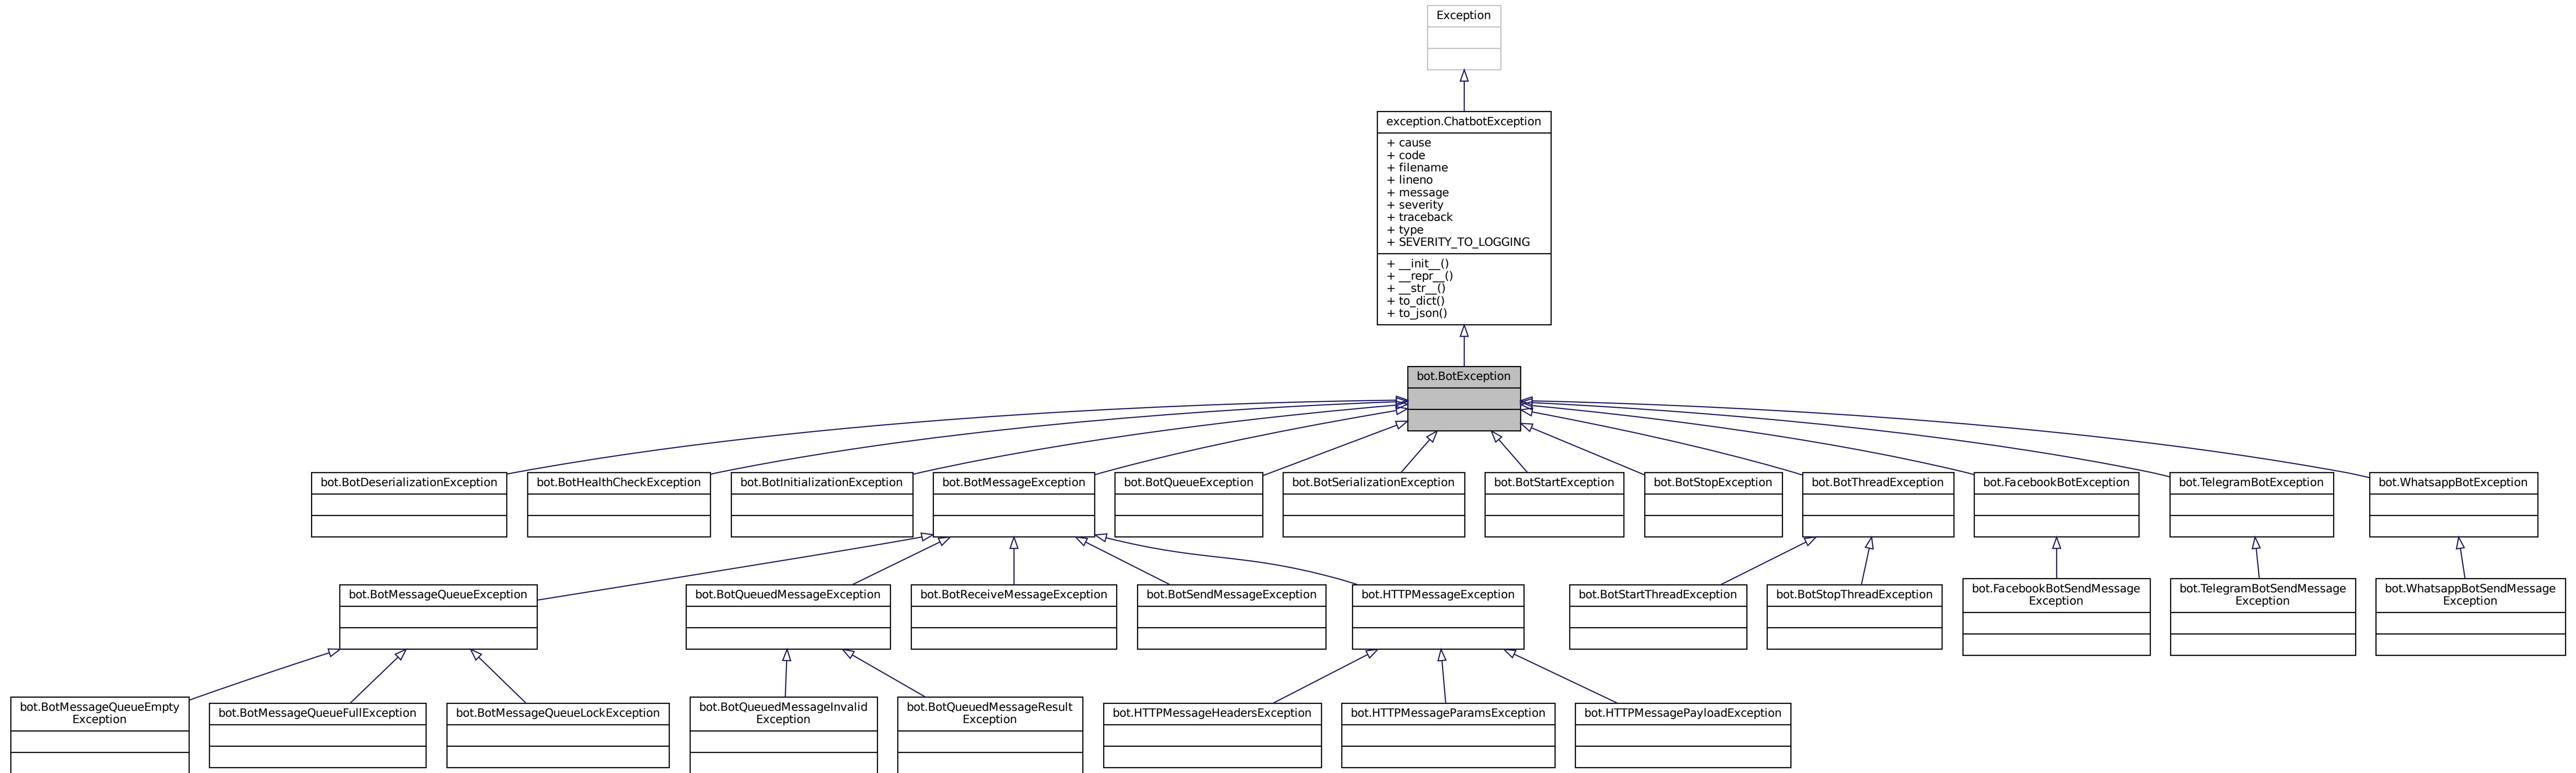 Exception
exception.ChatbotException
+ cause
+ code
+ filename
+ lineno
+ message
+ severity
+ traceback
+ type
+ SEVERITY_TO_LOGGING
+ __init__()
+ __repr__()
+ __str__()
+ to_dict()
+ to_json()
bot.BotException
bot.BotDeserializationException
bot.BotHealthCheckException
bot.BotInitializationException
bot.BotMessageException
bot.BotQueueException
bot.BotSerializationException
bot.BotStartException
bot.BotStopException
bot.BotThreadException
bot.FacebookBotException
bot.TelegramBotException
bot.WhatsappBotException
bot.BotMessageQueueException
bot.BotQueuedMessageException
bot.BotReceiveMessageException
bot.BotSendMessageException
bot.HTTPMessageException
bot.BotStartThreadException
bot.BotStopThreadException
bot.FacebookBotSendMessage
Exception
bot.TelegramBotSendMessage
Exception
bot.WhatsappBotSendMessage
Exception
bot.BotMessageQueueEmpty
Exception
bot.BotMessageQueueFullException
bot.BotMessageQueueLockException
bot.BotQueuedMessageInvalid
Exception
bot.BotQueuedMessageResult
Exception
bot.HTTPMessageHeadersException
bot.HTTPMessageParamsException
bot.HTTPMessagePayloadException